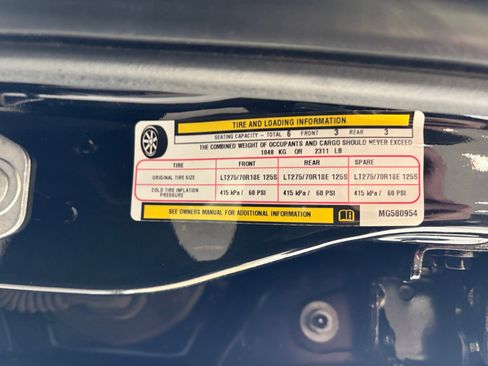 TIRE AND LOADING INFORMATION
SEATING CAPACITY - TOTAL 6 FRONT 3 REAR 3
THE COMBINED WEIGHT OF OCCUPANTS AND CARGO SHOULD NEVER EXCEED
1048 KG OR 2311 LB
TIRE FRONT REAR SPARE
ORIGINAL TIRE SIZE LT275/70R18E 125S LT275/70R18E 125S LT275/70R18E 125S
COLD TIRE INFLATION PRESSURE 415 kPa / 60 PSI 415 kPa / 60 PSI 415 kPa / 60 PSI
SEE OWNERS MANUAL FOR ADDITIONAL INFORMATION MG580954